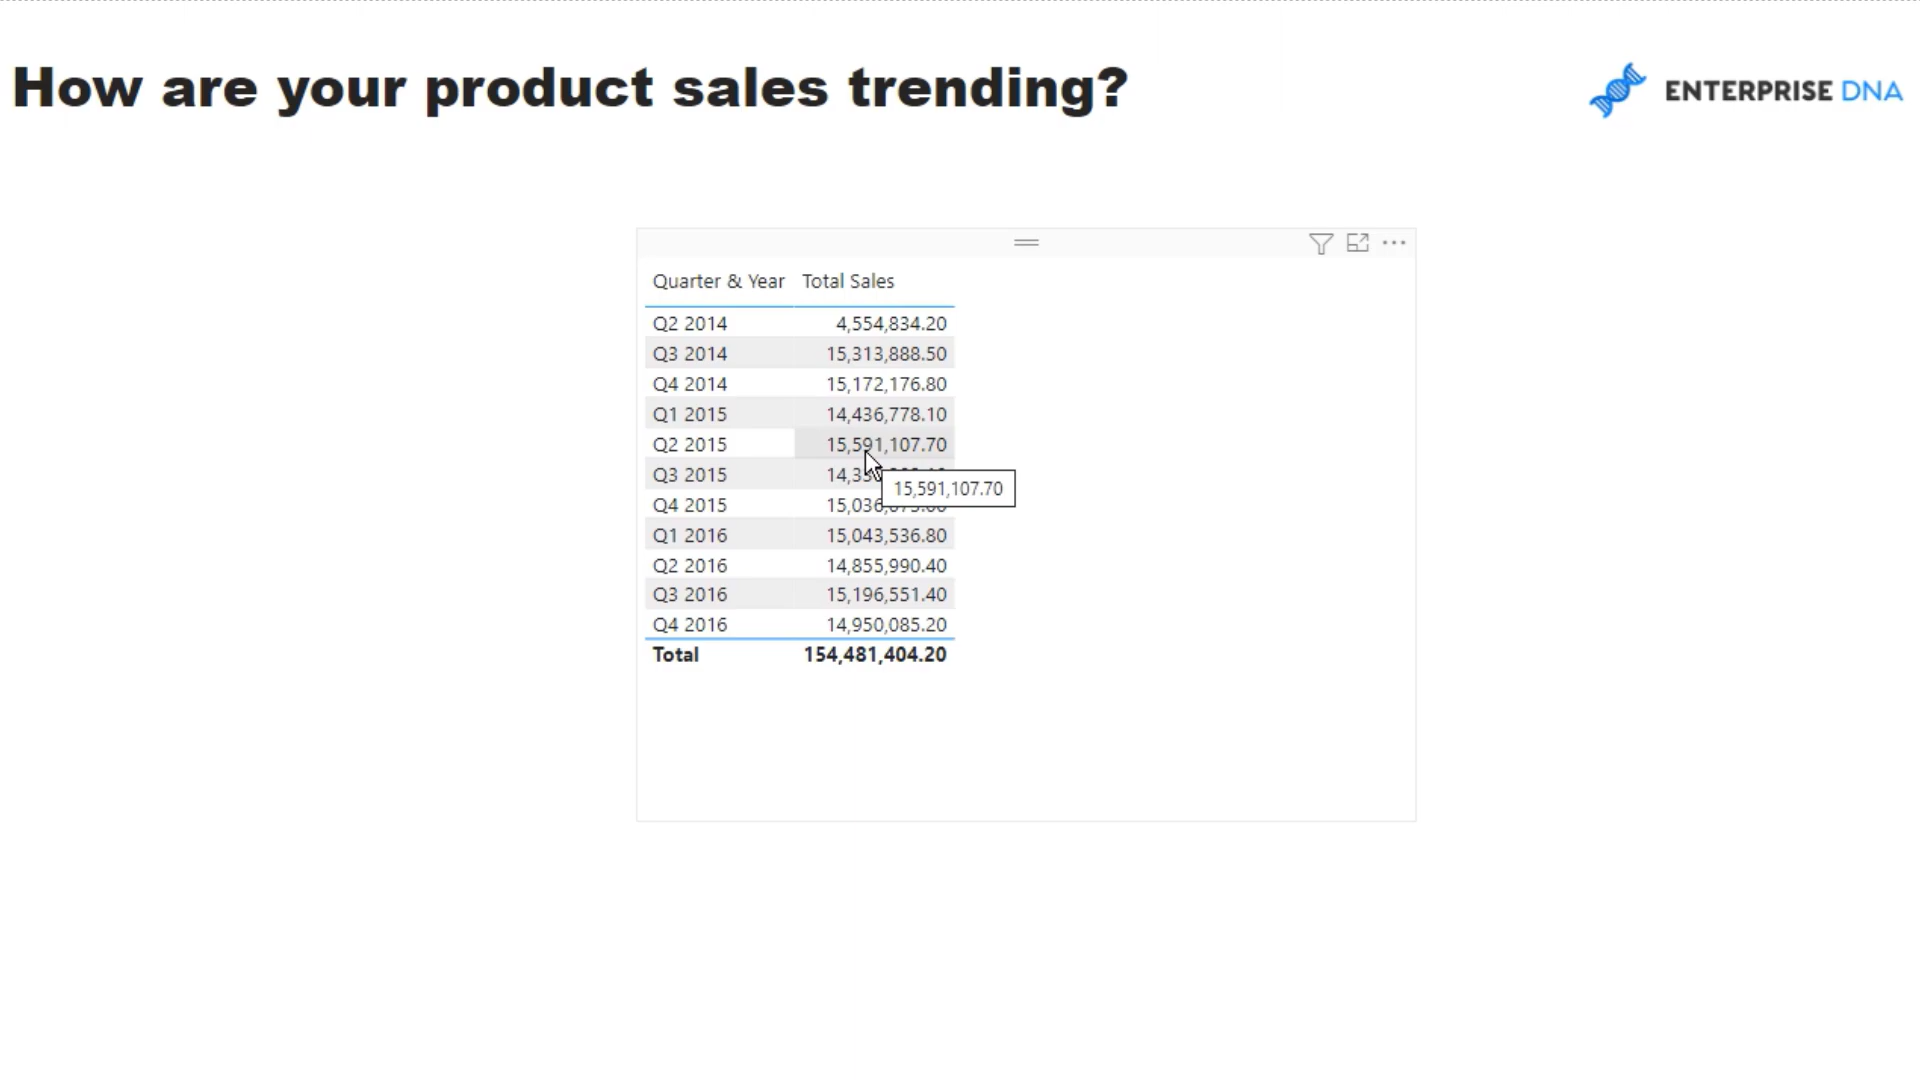 How are your product sales trending?
ENTERPRISE DNA
Quarter & Year Total Sales
Q2 2014 4,554,834.20
Q3 2014 15,313,888.50
Q4 2014 15,172,176.80
Q1 2015 14,436,778.10
Q2 2015 15,591,107.70
Q3 2015
15,591,107.70
Q4 2015
Q1 2016 15,043,536.80
Q2 2016 14,855,990.40
Q3 2016 15,196,551.40
Q4 2016 14,950,085.20
Total 154,481,404.20